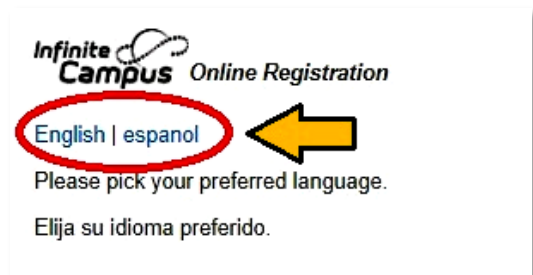 Infinite
Campus Online Registration
English | espanol
Please pick your preferred language.
Elija su idioma preferido.